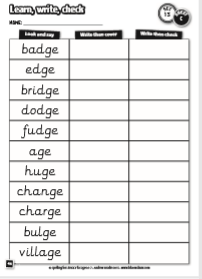 Learn, write, check
NAME:
Look and say Write then cover Write then check
badge
edge
bridge
dodge
fudge
age
huge
change
charge
bulge
village